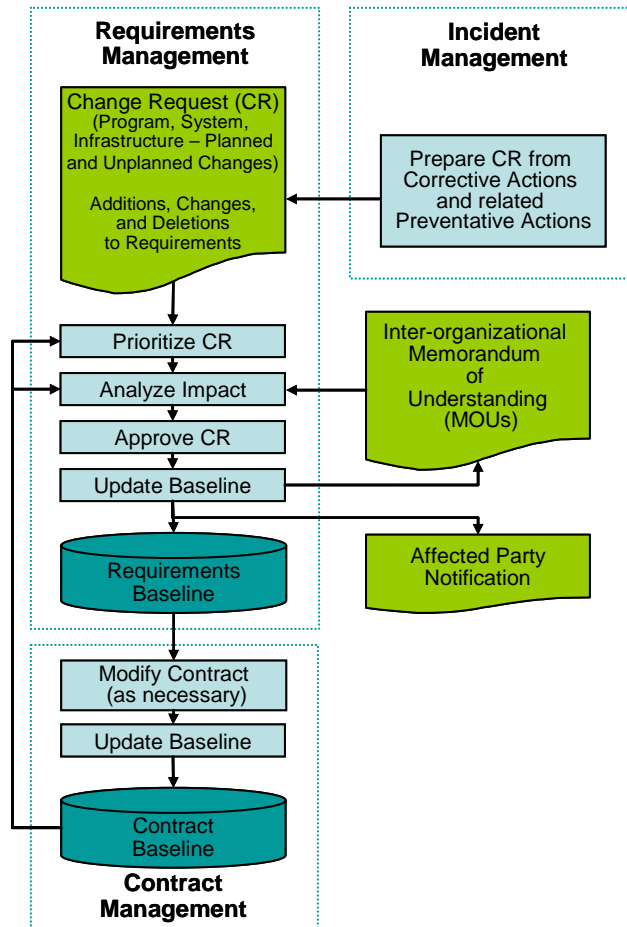 Requirements
Management
Incident
Management
Change Request (CR)
(Program, System,
Infrastructure – Planned
and Unplanned Changes)
Additions, Changes,
and Deletions
to Requirements
Prepare CR from
Corrective Actions
and related
Preventative Actions
Prioritize CR
Analyze Impact
Approve CR
Update Baseline
Inter-organizational
Memorandum
of
Understanding
(MOUs)
Requirements
Baseline
Affected Party
Notification
Modify Contract
(as necessary)
Update Baseline
Contract
Baseline
Contract
Management